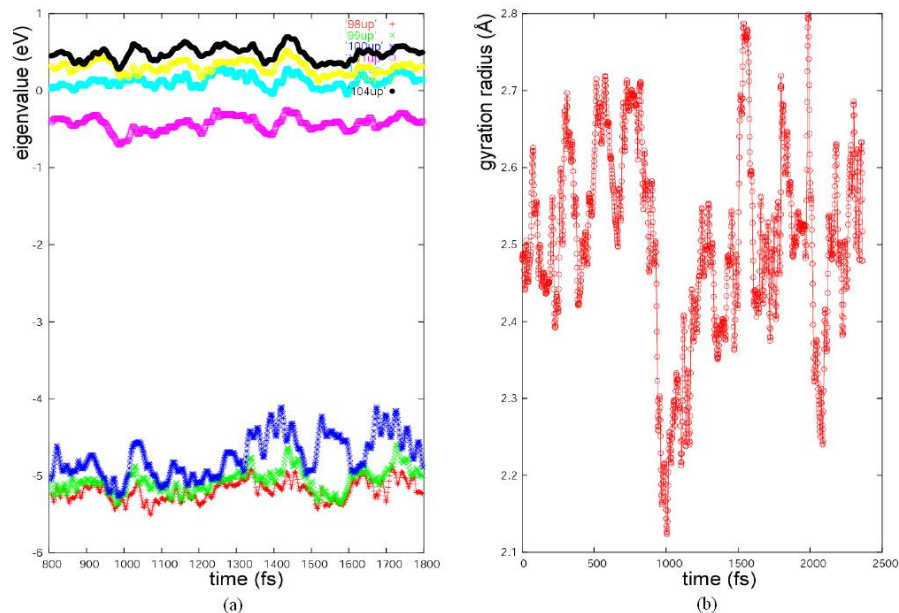 eigenvalue (eV)
1
0
-1
-2
-3
-4
-5
-6
'98up' +
'99up' ×
'100up'
'104up ●
800 900 1000 1100 1200 1300 1400 1500 1600 1700 1800
time (fs)
(a)
gyration radius (Å)
2.8
2.7
2.6
2.5
2.4
2.3
2.2
2.1
0 500 1000 1500 2000 2500
time (fs)
(b)